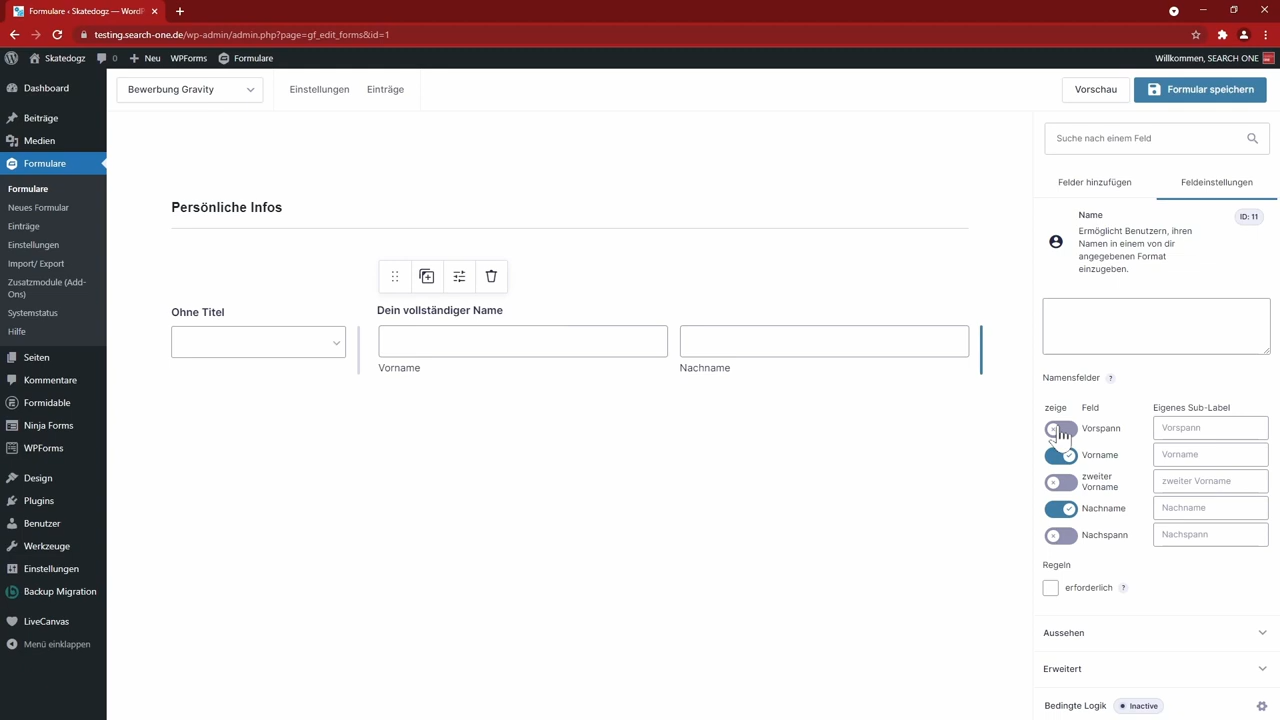 Formulare ‹ Skatedogz — WordP
testing.search-one.de/wp-admin/admin.php?page=gf_edit_forms&id=1
Skatedogz
0
Neu
WPForms
Formulare
Willkommen, SEARCH ONE
Dashboard
Beiträge
Medien
Formulare
Formulare
Neues Formular
Einträge
Einstellungen
Import/ Export
Zusatzmodule (Add-
Ons)
Systemstatus
Hilfe
Seiten
Kommentare
Formidable
Ninja Forms
WPForms
Design
Plugins
Benutzer
Werkzeuge
Einstellungen
Backup Migration
LiveCanvas
Menü einklappen
Bewerbung Gravity
Einstellungen
Einträge
Vorschau
Formular speichern
Persönliche Infos
Ohne Titel
Dein vollständiger Name
Vorname
Nachname
Suche nach einem Feld
Felder hinzufügen
Feldeinstellungen
Name
ID: 11
Ermöglicht Benutzern, ihren
Namen in einem von dir
angegebenen Format
einzugeben.
Namensfelder ?
zeige Feld Eigenes Sub-Label
Vorspann Vorspann
Vorname Vorname
zweiter
Vorname
zweiter Vorname
Nachname Nachname
Nachspann Nachspann
Regeln
erforderlich ?
Aussehen
Erweitert
Bedingte Logik Inactive